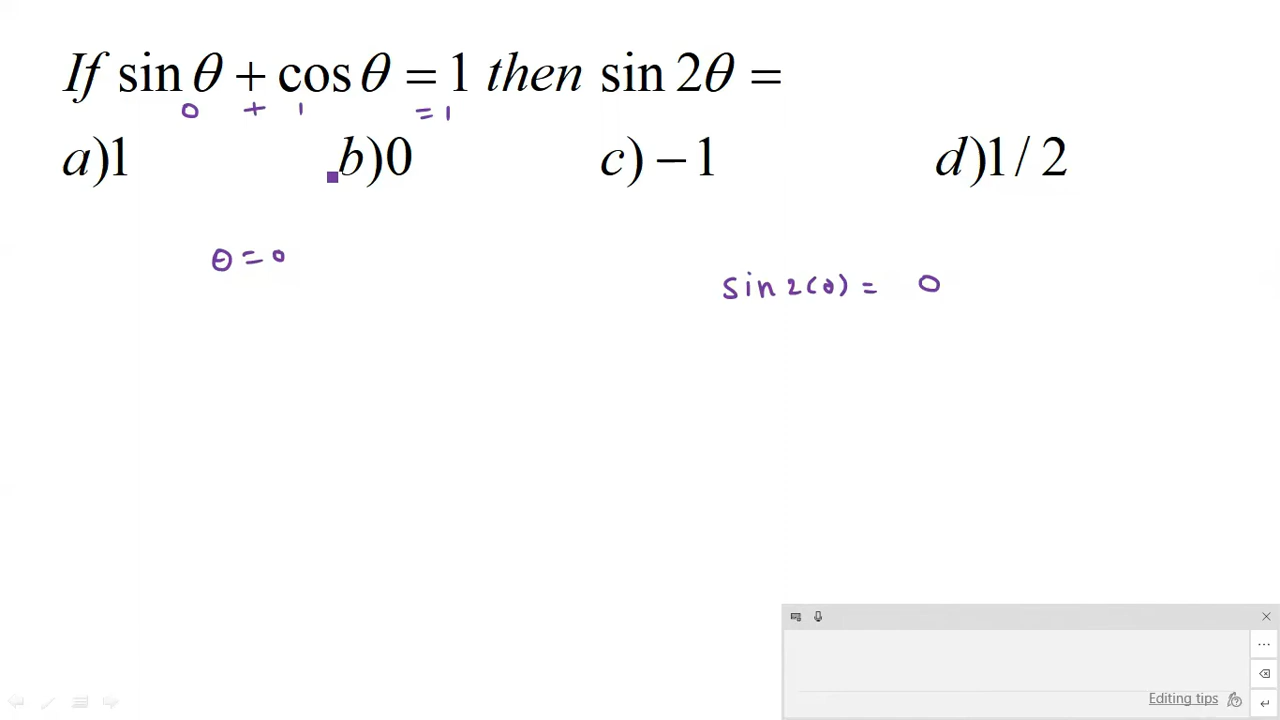 If sin θ + cos θ = 1 then sin 2θ =
0 + 1 = 1
a)1 b)0 c) – 1 d)1 / 2
θ = 0
sin 2(0) = 0
Editing tips